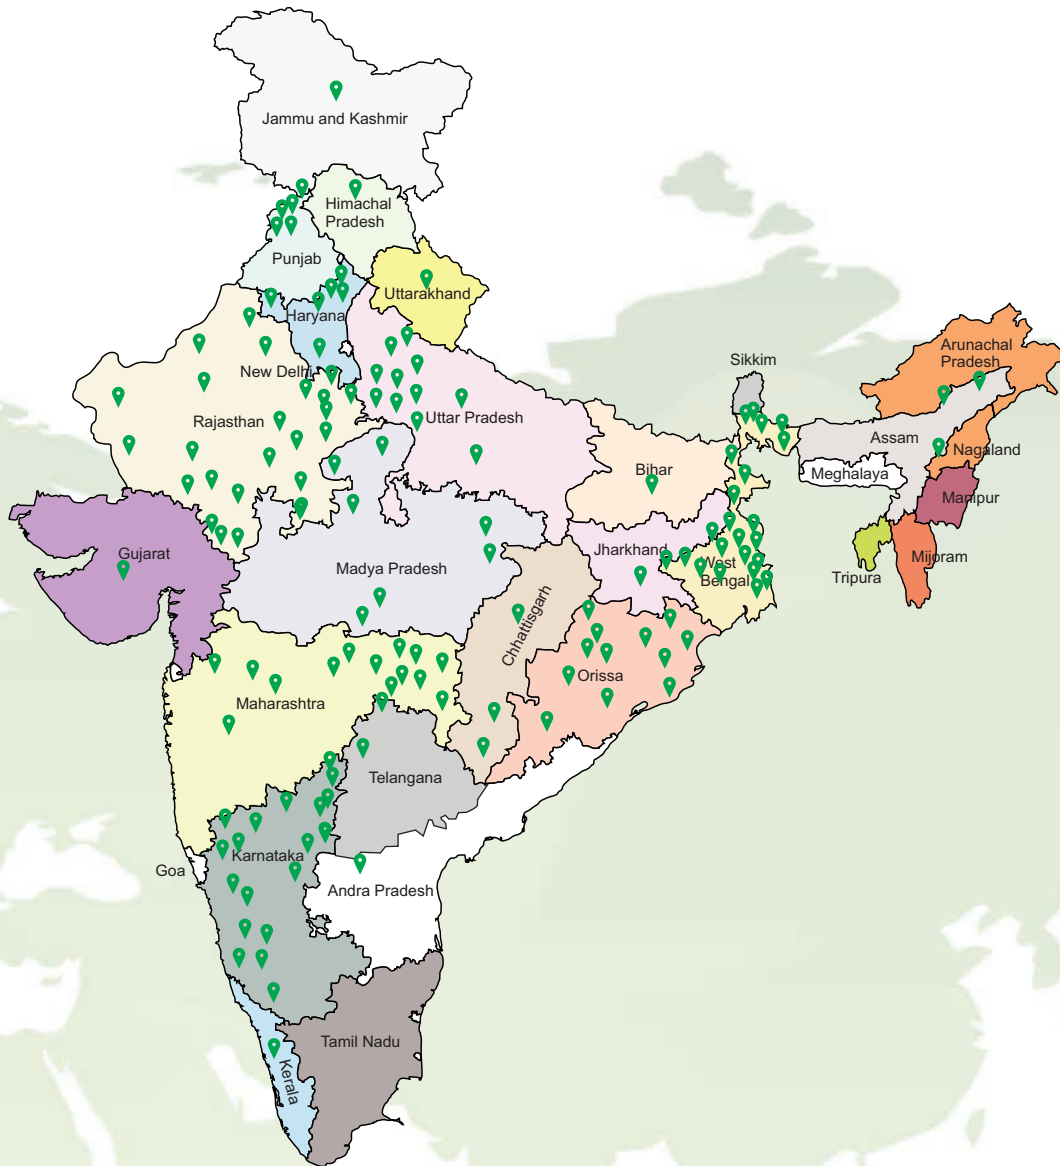 Jammu and Kashmir
Himachal
Pradesh
Punjab
Uttarakhand
Haryana
Arunachal
Pradesh
Sikkim
New Delhi
Rajasthan
Uttar Pradesh
Assam
Nagaland
Bihar
Meghalaya
Manipur
Gujarat
Jharkhand
West
Bengal
Mijoram
Madya Pradesh
Tripura
Chhattisgarh
Orissa
Maharashtra
Telangana
Karnataka
Goa
Andra Pradesh
Tamil Nadu
Kerala